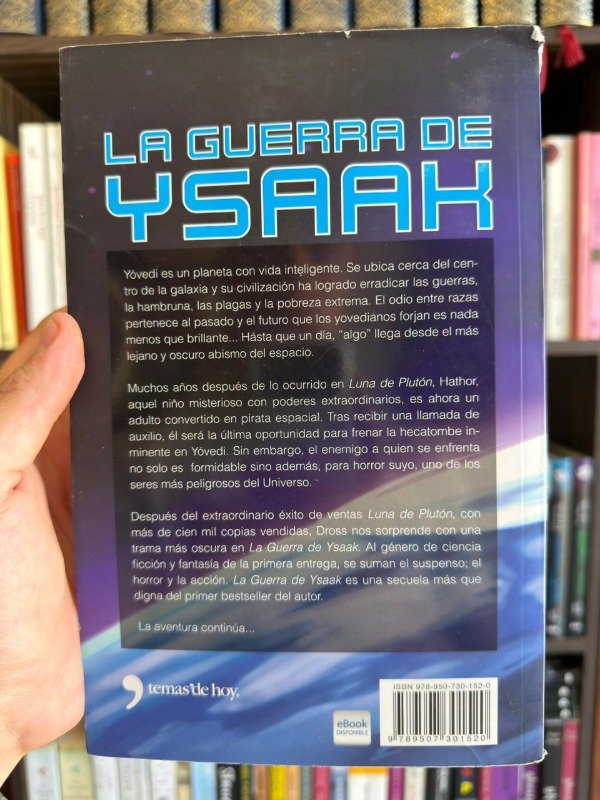 LA GUERRA DE
YSAAK
Yóvedi es un planeta con vida inteligente. Se ubica cerca del cen-
tro de la galaxia y su civilización ha logrado erradicar las guerras,
la hambruna, las plagas y la pobreza extrema. El odio entre razas
pertenece al pasado y el futuro que los yovedianos forjan es nada
menos que brillante... Hásta que un día, “algo” llega desde el más
lejano y oscuro abismo del espacio.
Muchos años después de lo ocurrido en Luna de Plutón, Hathor,
aquel niño misterioso con poderes extraordinarios, es ahora un
adulto convertido en pirata espacial. Tras recibir una llamada de
auxilio, él será la última oportunidad para frenar la hecatombe in-
minente en Yóvedi. Sin embargo, el enemigo a quien se enfrenta
no solo es formidable sino además, para horror suyo, uno de los
seres más peligrosos del Universo.
Después del extraordinario éxito de ventas Luna de Plutón, con
más de cien mil copias vendidas, Dross nos sorprende con una
trama más oscura en La Guerra de Ysaak. Al género de ciencia
ficción y fantasía de la primera entrega, se suman el suspenso, el
horror y la acción. La Guerra de Ysaak es una secuela más que
digna del primer bestseller del autor.
La aventura continúa...
temas de hoy.
eBook
DISPONIBLE
ISBN 978-950-730-152-0
9 789507 301520